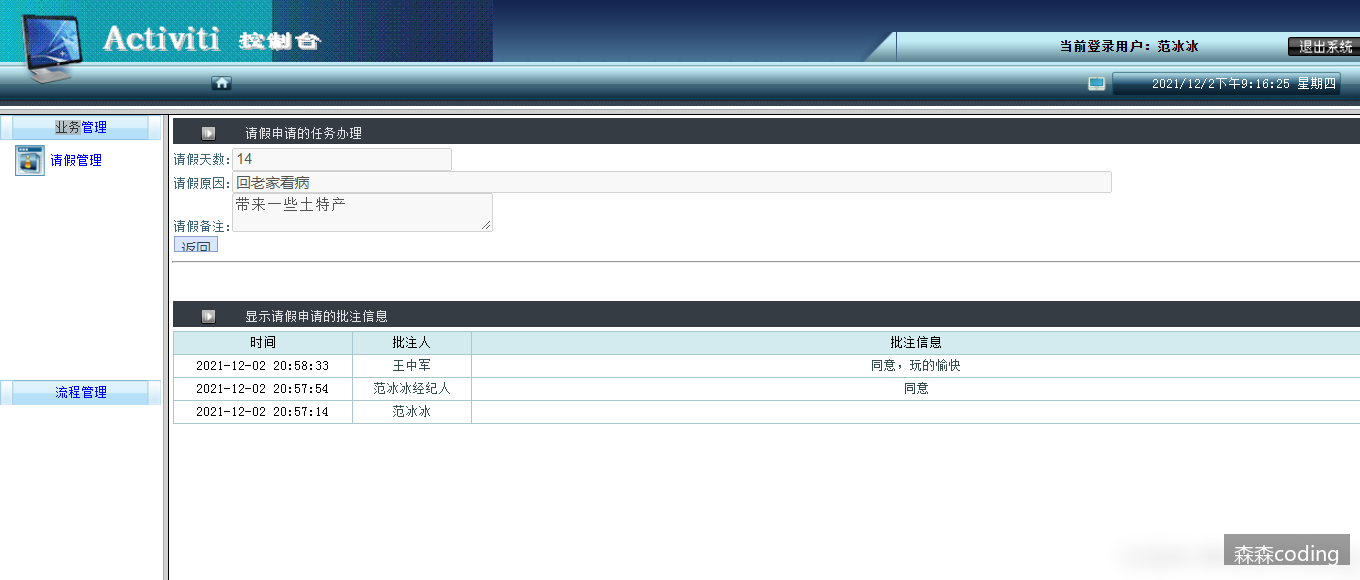 Activiti 控制台
当前登录用户：范冰冰
退出系统
2021/12/2下午9:16:25 星期四
业务管理
请假管理
流程管理
请假申请的任务办理
请假天数：14
请假原因：回老家看病
请假备注：带来一些土特产
返回
显示请假申请的批注信息
时间 批注人 批注信息
2021-12-02 20:58:33 王中军 同意，玩的愉快
2021-12-02 20:57:54 范冰冰经纪人 同意
2021-12-02 20:57:14 范冰冰
森森coding